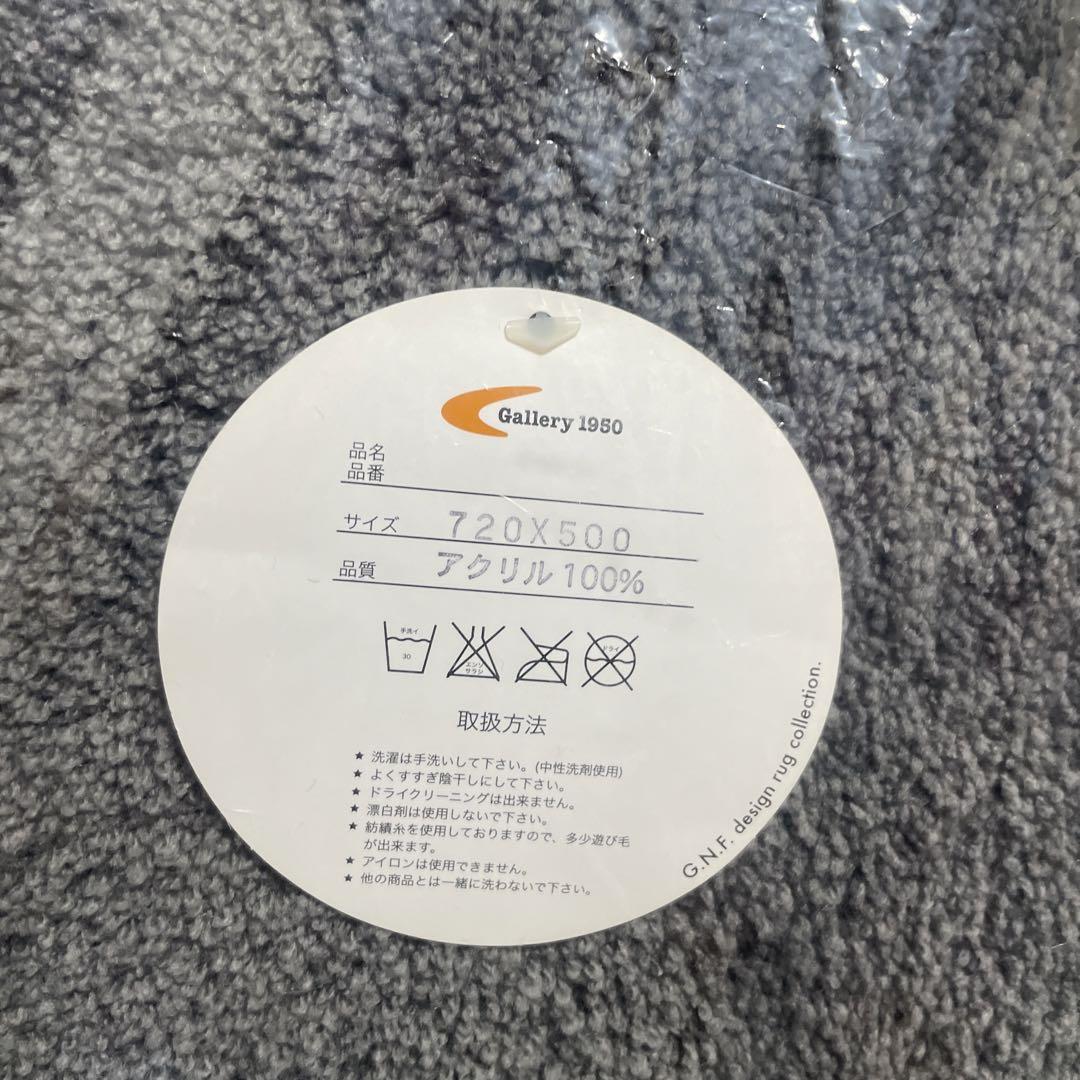 Gallery 1950
品名
品番
サイズ 720X500
品質 アクリル100%
手洗イ
30
エンソ
サラシ
ドライ
取扱方法
★ 洗濯は手洗いして下さい。(中性洗剤使用)
★ よくすすぎ陰干しにして下さい。
★ ドライクリーニングは出来ません。
★ 漂白剤は使用しないで下さい。
★ 紡績糸を使用しておりますので、多少遊び毛
が出来ます。
★ アイロンは使用できません。
★ 他の商品とは一緒に洗わないで下さい。
G.N.F. design rug collection.